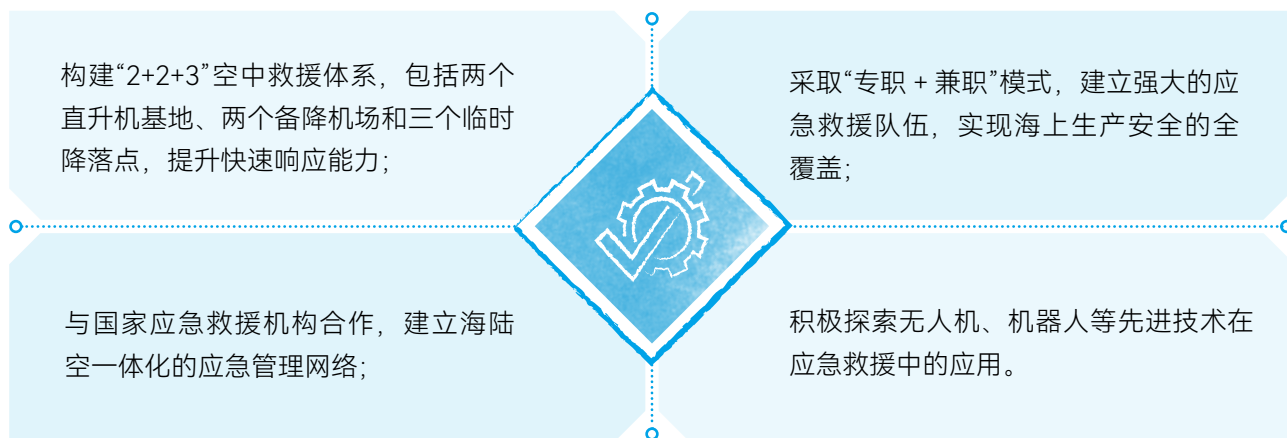 构建“2+2+3”空中救援体系，包括两个
直升机基地、两个备降机场和三个临时
降落点，提升快速响应能力；
采取“专职 + 兼职”模式，建立强大的应
急救援队伍，实现海上生产安全的全
覆盖；
与国家应急救援机构合作，建立海陆
空一体化的应急管理网络；
积极探索无人机、机器人等先进技术在
应急救援中的应用。